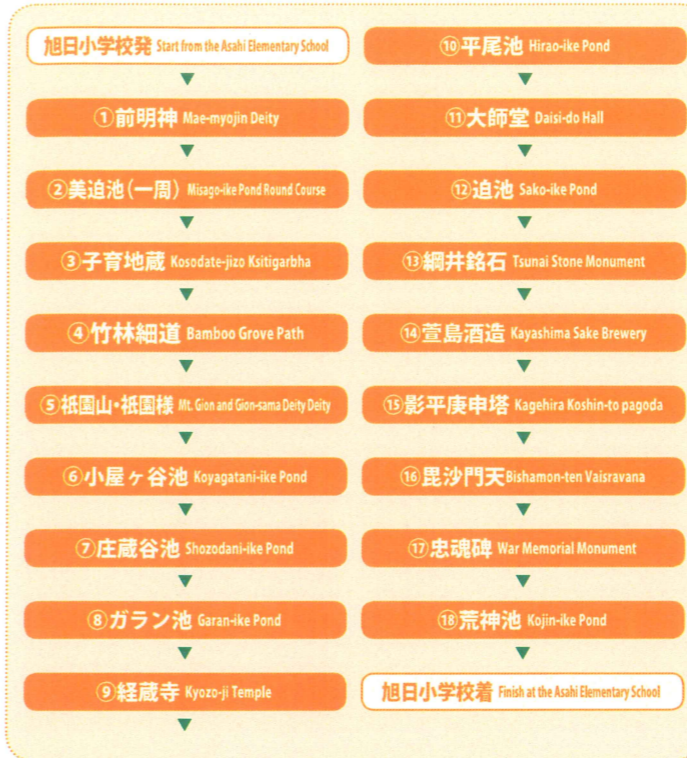 旭日小学校発 Start from the Asahi Elementary School
①前明神 Mae-myojin Deity
②美迫池(一周) Misago-ike Pond Round Course
③子育地蔵 Kosodate-jizo Ksitigarbha
④竹林細道 Bamboo Grove Path
⑤祇園山・祇園様 Mt. Gion and Gion-sama Deity Deity
⑥小屋ヶ谷池 Koyagatani-ike Pond
⑦庄蔵谷池 Shozodani-ike Pond
⑧ガラン池 Garan-ike Pond
⑨経蔵寺 Kyozo-ji Temple
⑩平尾池 Hirao-ike Pond
⑪大師堂 Daisi-do Hall
⑫迫池 Sako-ike Pond
⑬綱井銘石 Tsunai Stone Monument
⑭萱島酒造 Kayashima Sake Brewery
⑮影平庚申塔 Kagehira Koshin-to pagoda
⑯毘沙門天 Bishamon-ten Vaisravana
⑰忠魂碑 War Memorial Monument
⑱荒神池 Kojin-ike Pond
旭日小学校着 Finish at the Asahi Elementary School